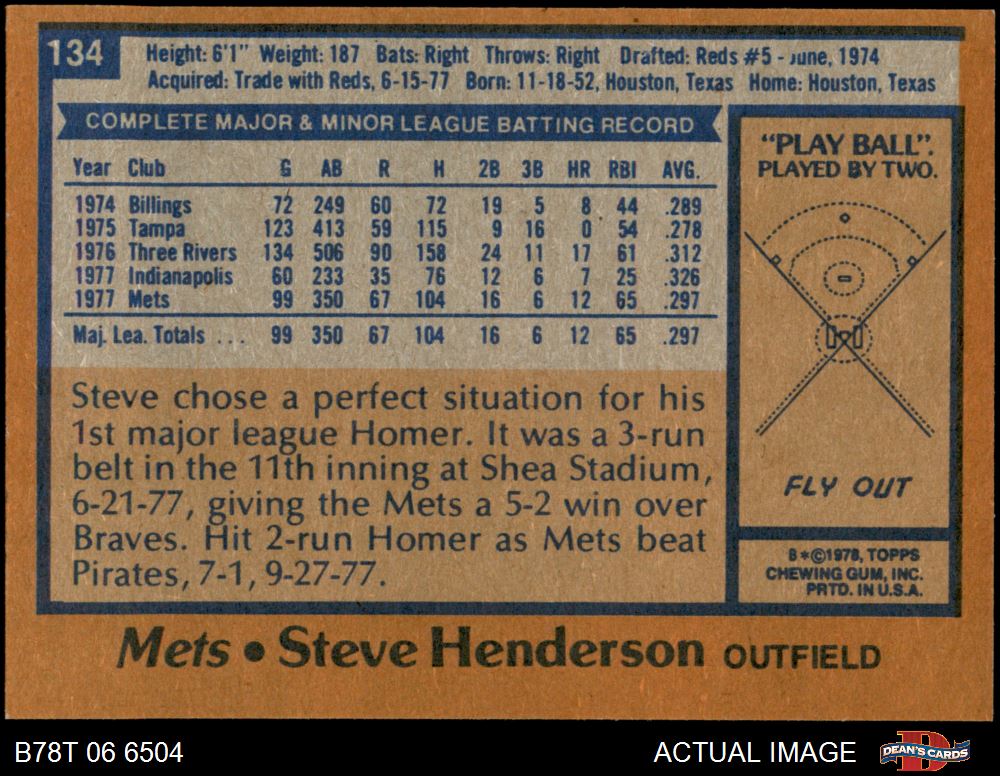 134
Height: 6'1" Weight: 187 Bats: Right Throws: Right Drafted: Reds #5 - June, 1974
Acquired: Trade with Reds, 6-15-77 Born: 11-18-52, Houston, Texas Home: Houston, Texas
COMPLETE MAJOR & MINOR LEAGUE BATTING RECORD
Year Club G AB R H 2B 3B HR RBI AVG.
1974 Billings 72 249 60 72 19 5 8 44 .289
1975 Tampa 123 413 59 115 9 16 0 54 .278
1976 Three Rivers 134 506 90 158 24 11 17 61 .312
1977 Indianapolis 60 233 35 76 12 6 7 25 .326
1977 Mets 99 350 67 104 16 6 12 65 .297
Maj. Lea. Totals ... 99 350 67 104 16 6 12 65 .297
Steve chose a perfect situation for his
1st major league Homer. It was a 3-run
belt in the 11th inning at Shea Stadium,
6-21-77, giving the Mets a 5-2 win over
Braves. Hit 2-run Homer as Mets beat
Pirates, 7-1, 9-27-77.
"PLAY BALL".
PLAYED BY TWO.
FLY OUT
B*©1978, TOPPS
CHEWING GUM, INC.
PRTD. IN U.S.A.
Mets • Steve Henderson OUTFIELD
B78T 06 6504
ACTUAL IMAGE
D
DEAN'S CARDS